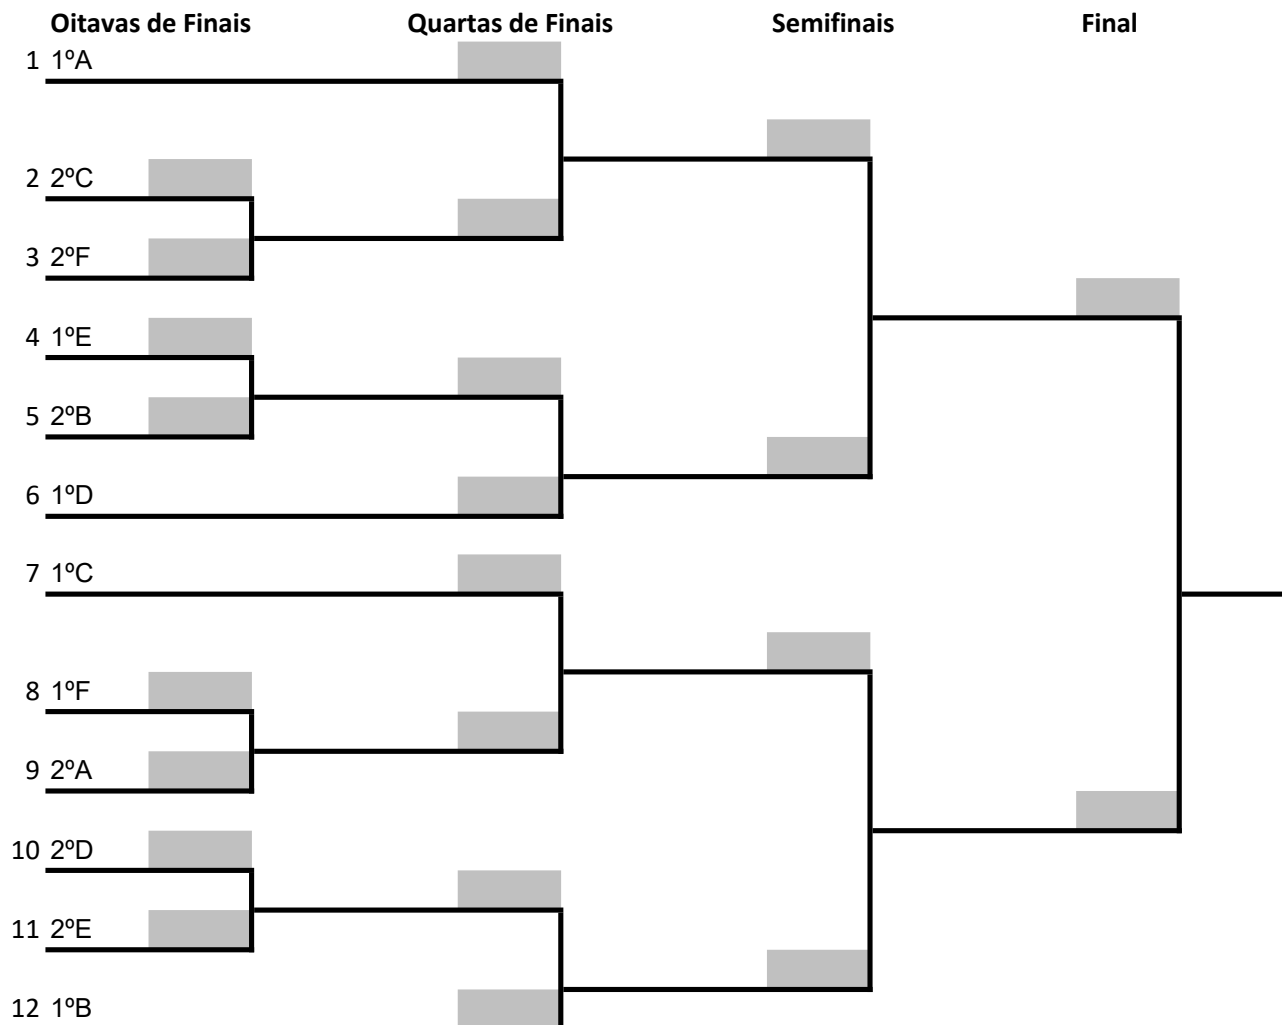 Oitavas de Finais Quartas de Finais Semifinais Final
1 1ºA
2 2ºC
3 2ºF
4 1ºE
5 2ºB
6 1ºD
7 1ºC
8 1ºF
9 2ºA
10 2ºD
11 2ºE
12 1ºB